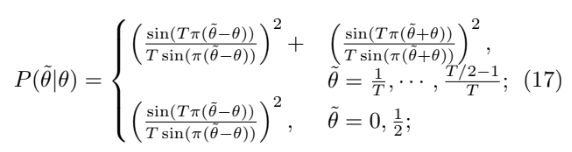 P(θ̃|θ) = { (sin(Tπ(θ̃−θ)) / T sin(π(θ̃−θ)))² + (sin(Tπ(θ̃+θ)) / T sin(π(θ̃+θ)))² ,
θ̃ = 1/T, ⋯ , T/2−1/T; (17)
(sin(Tπ(θ̃−θ)) / T sin(π(θ̃−θ)))² , θ̃ = 0, 1/2;